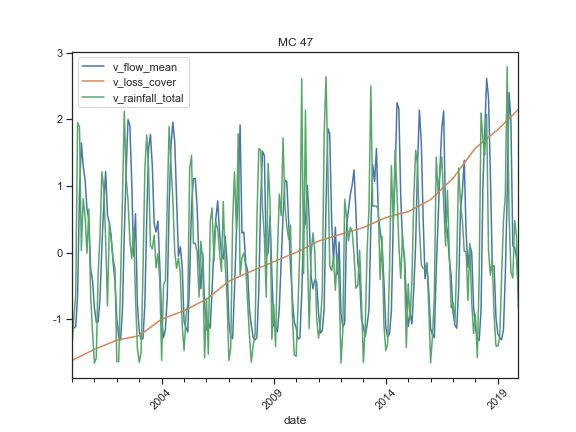 MC 47
v_flow_mean
v_loss_cover
v_rainfall_total
3
2
1
0
-1
2004
2009
2014
2019
date